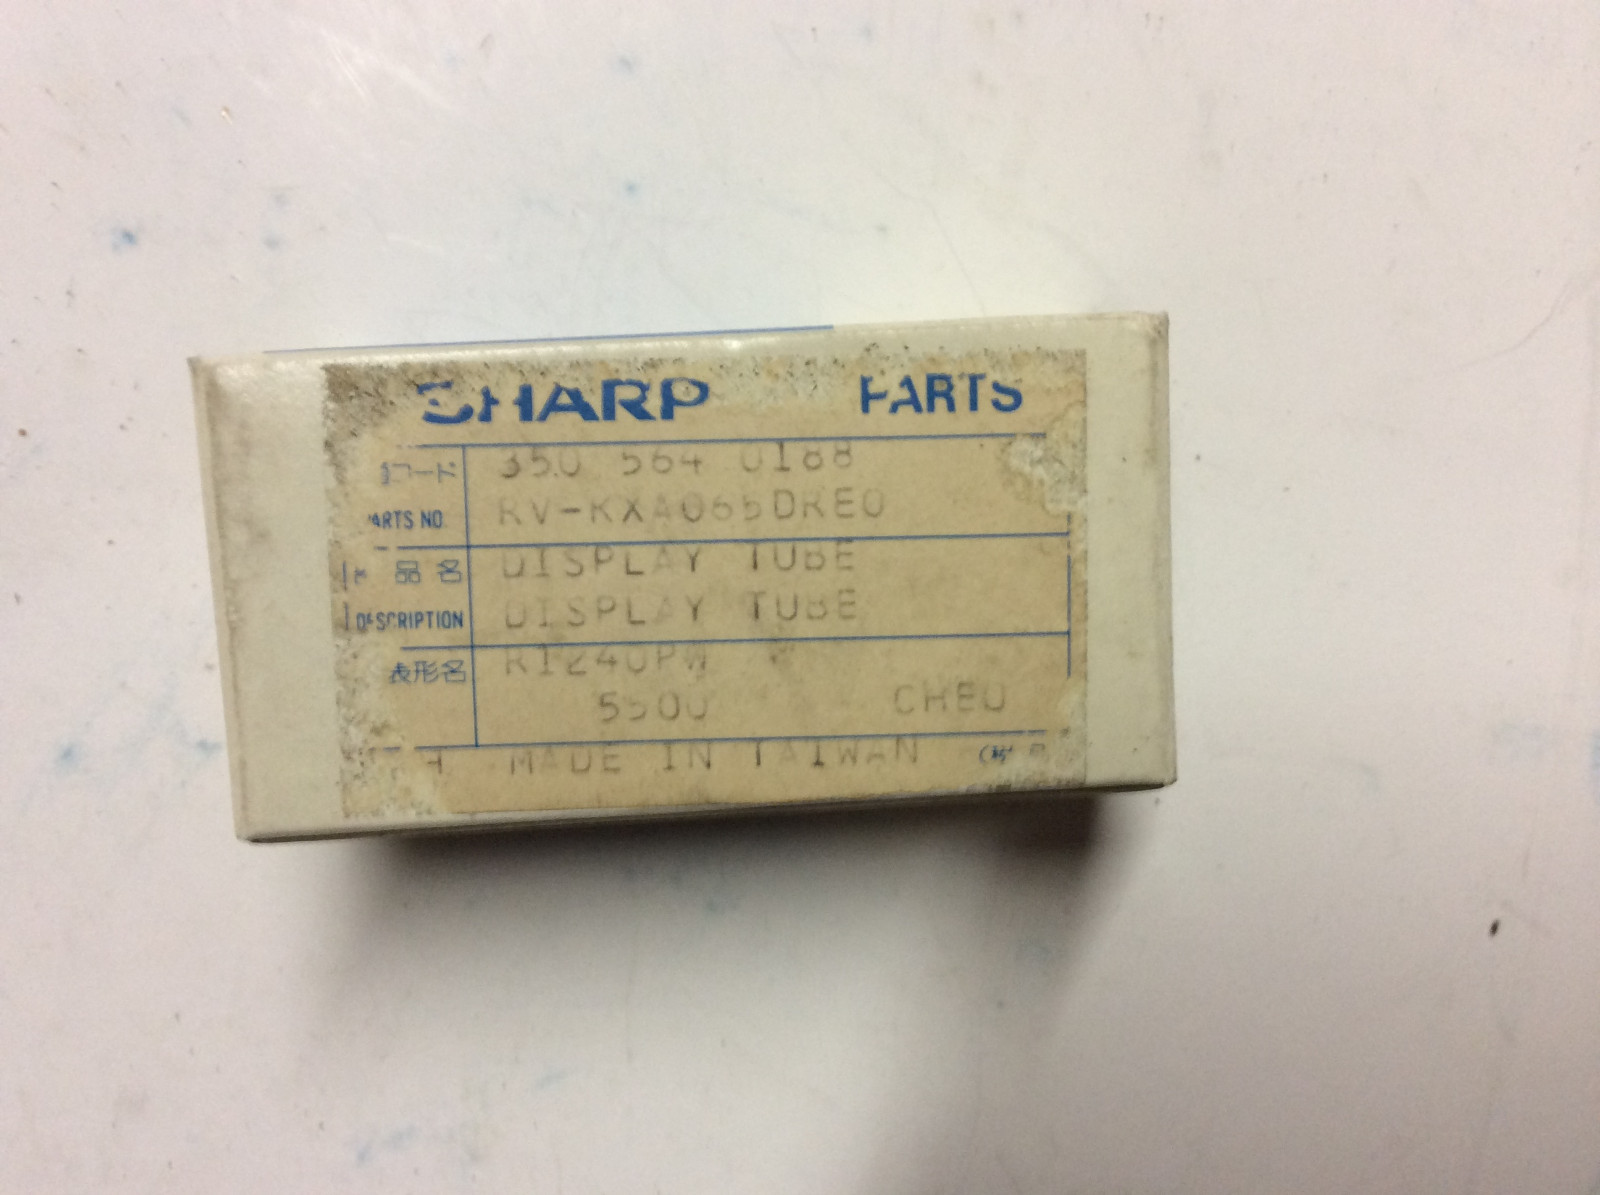 SHARP PARTS
コード 350 564 0188
PARTS NO. RV-KXA065DRE0
品名 DISPLAY TUBE
DESCRIPTION DISPLAY TUBE
表形名 R1240PW
5500 CHEU
MADE IN TAIWAN